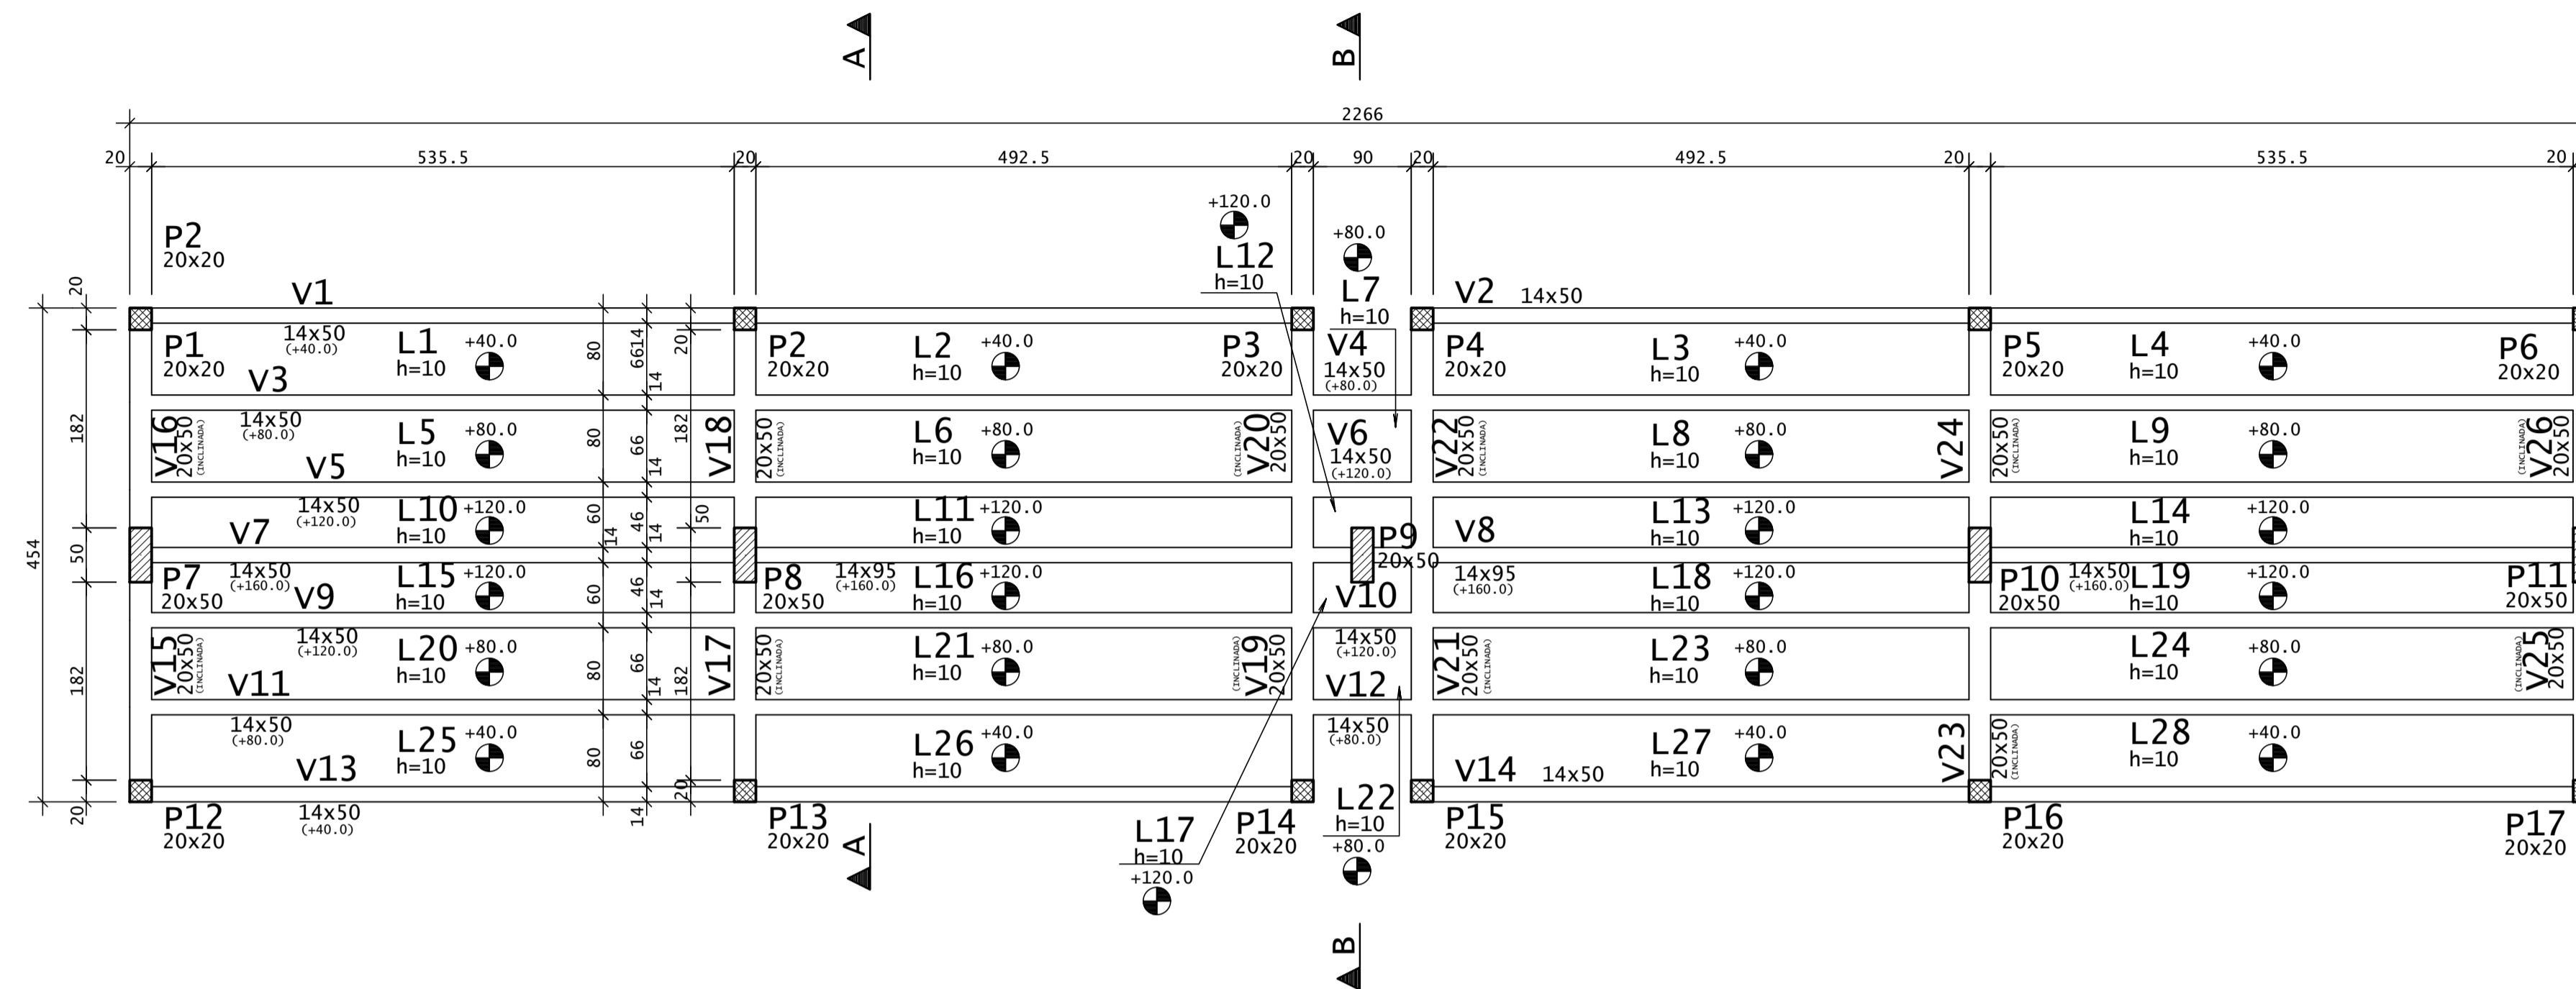 A
B
2266
20
535.5
20
492.5
20
90
20
492.5
20
535.5
20
+120.0
+80.0
P2
20x20
L12
h=10
L7
h=10
V1
V2 14x50
20
P1
20x20
14x50
(+40.0)
L1
h=10
+40.0
80
6614
20
P2
20x20
L2
h=10
+40.0
P3
20x20
V4
14x50
(+80.0)
P4
20x20
L3
h=10
+40.0
P5
20x20
L4
h=10
+40.0
P6
20x20
V3
14
454
182
V16
20x50
(INCLINADA)
14x50
(+80.0)
L5
h=10
+80.0
80
66
182
V18
20x50
(INCLINADA)
L6
h=10
+80.0
(INCLINADA)
V20
20x50
V6
14x50
(+120.0)
V22
20x50
(INCLINADA)
L8
h=10
+80.0
V24
20x50
(INCLINADA)
L9
h=10
+80.0
(INCLINADA)
V26
20x50
V5
14
14x50
(+120.0)
L10
h=10
+120.0
60
46
14
14
50
L11
h=10
+120.0
L13
h=10
+120.0
L14
h=10
+120.0
V7
P9
20x50
V8
50
P7
20x50
14x50
(+160.0)
L15
h=10
+120.0
60
46
14
P8
20x50
14x95
(+160.0)
L16
h=10
+120.0
14x95
(+160.0)
L18
h=10
+120.0
P10
20x50
14x50
(+160.0)
L19
h=10
+120.0
P11
20x50
V9
V10
182
V15
20x50
(INCLINADA)
14x50
(+120.0)
L20
h=10
+80.0
80
66
14
182
V17
20x50
(INCLINADA)
L21
h=10
+80.0
(INCLINADA)
V19
20x50
14x50
(+120.0)
V21
20x50
(INCLINADA)
L23
h=10
+80.0
L24
h=10
+80.0
(INCLINADA)
V25
20x50
V11
V12
14x50
(+80.0)
L25
h=10
+40.0
80
66
L26
h=10
+40.0
14x50
(+80.0)
L27
h=10
+40.0
V23
20x50
(INCLINADA)
L28
h=10
+40.0
V13
V14 14x50
20
20
14
P12
20x20
14x50
(+40.0)
P13
20x20
A
L17
h=10
+120.0
P14
20x20
L22
h=10
+80.0
P15
20x20
P16
20x20
P17
20x20
B